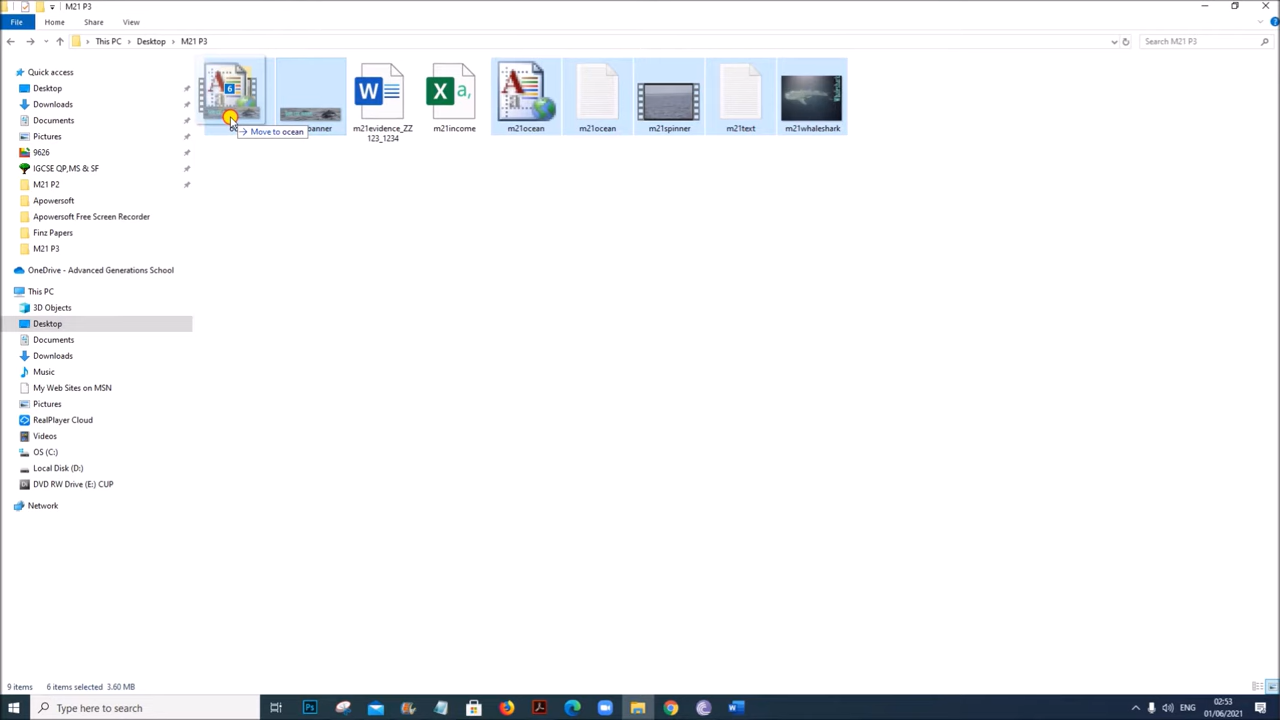 M21 P3
File Home Share View
This PC Desktop M21 P3
Search M21 P3
Quick access
Desktop
Downloads
Documents
Pictures
9626
IGCSE QP,MS & SF
M21 P2
Apowersoft
Apowersoft Free Screen Recorder
Finz Papers
M21 P3
OneDrive - Advanced Generations School
This PC
3D Objects
Desktop
Documents
Downloads
Music
My Web Sites on MSN
Pictures
RealPlayer Cloud
Videos
OS (C:)
Local Disk (D:)
DVD RW Drive (E:) CUP
Network
6
Move to ocean
m21evidence_ZZ
123_1234
m21income
m21ocean
m21ocean
m21spinner
m21text
m21whaleshark
9 items 6 items selected 3.60 MB
Type here to search
ENG
02:53
01/06/2021